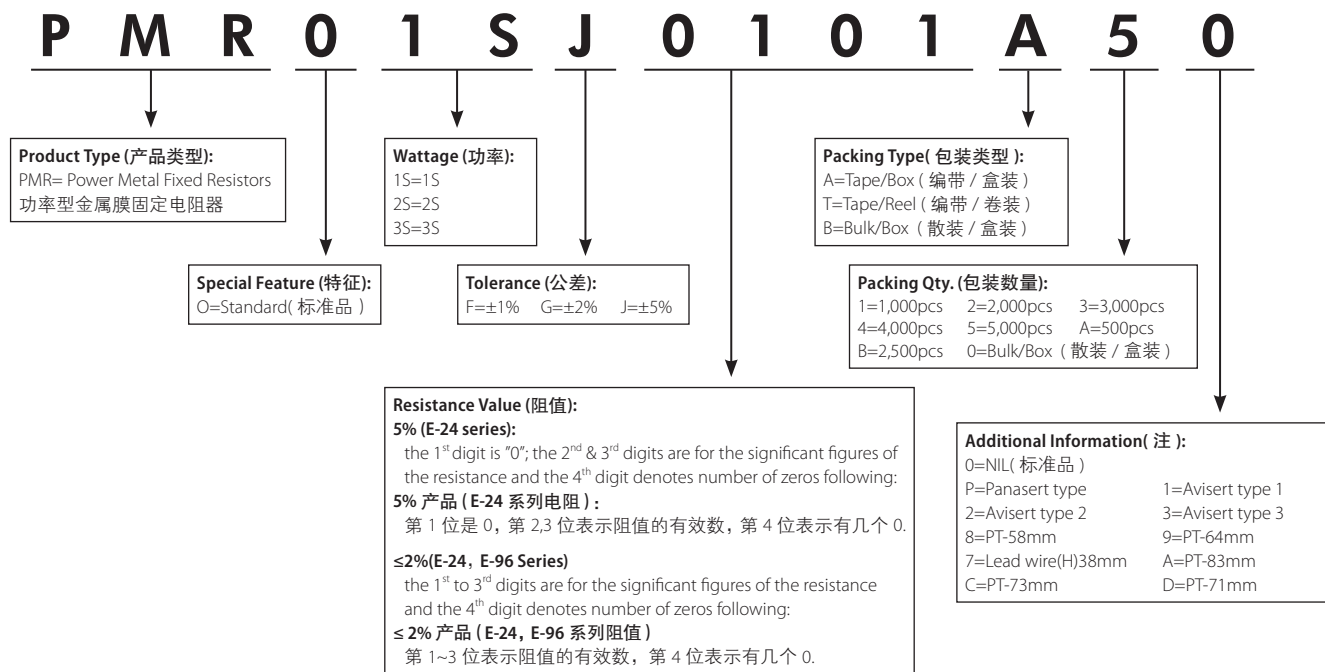 P M R 0 1 S J 0 1 0 1 A 5 0
Product Type (产品类型):
PMR= Power Metal Fixed Resistors
功率型金属膜固定电阻器
Wattage (功率):
1S=1S
2S=2S
3S=3S
Packing Type( 包装类型 ):
A=Tape/Box ( 编带 / 盒装 )
T=Tape/Reel ( 编带 / 卷装 )
B=Bulk/Box ( 散装 / 盒装 )
Special Feature (特征):
O=Standard( 标准品 )
Tolerance (公差):
F=±1% G=±2% J=±5%
Packing Qty. (包装数量):
1=1,000pcs 2=2,000pcs 3=3,000pcs
4=4,000pcs 5=5,000pcs A=500pcs
B=2,500pcs 0=Bulk/Box ( 散装 / 盒装 )
Resistance Value (阻值):
5% (E-24 series):
the 1st digit is "0"; the 2nd & 3rd digits are for the significant figures of
the resistance and the 4th digit denotes number of zeros following:
5% 产品 ( E-24 系列电阻 ) :
第 1 位是 0, 第 2,3 位表示阻值的有效数, 第 4 位表示有几个 0.
≤2%(E-24, E-96 Series)
the 1st to 3rd digits are for the significant figures of the resistance
and the 4th digit denotes number of zeros following:
≤ 2% 产品 ( E-24, E-96 系列阻值 )
第 1~3 位表示阻值的有效数, 第 4 位表示有几个 0.
Additional Information( 注 ):
0=NIL( 标准品 )
P=Panasert type 1=Avisert type 1
2=Avisert type 2 3=Avisert type 3
8=PT-58mm 9=PT-64mm
7=Lead wire(H)38mm A=PT-83mm
C=PT-73mm D=PT-71mm